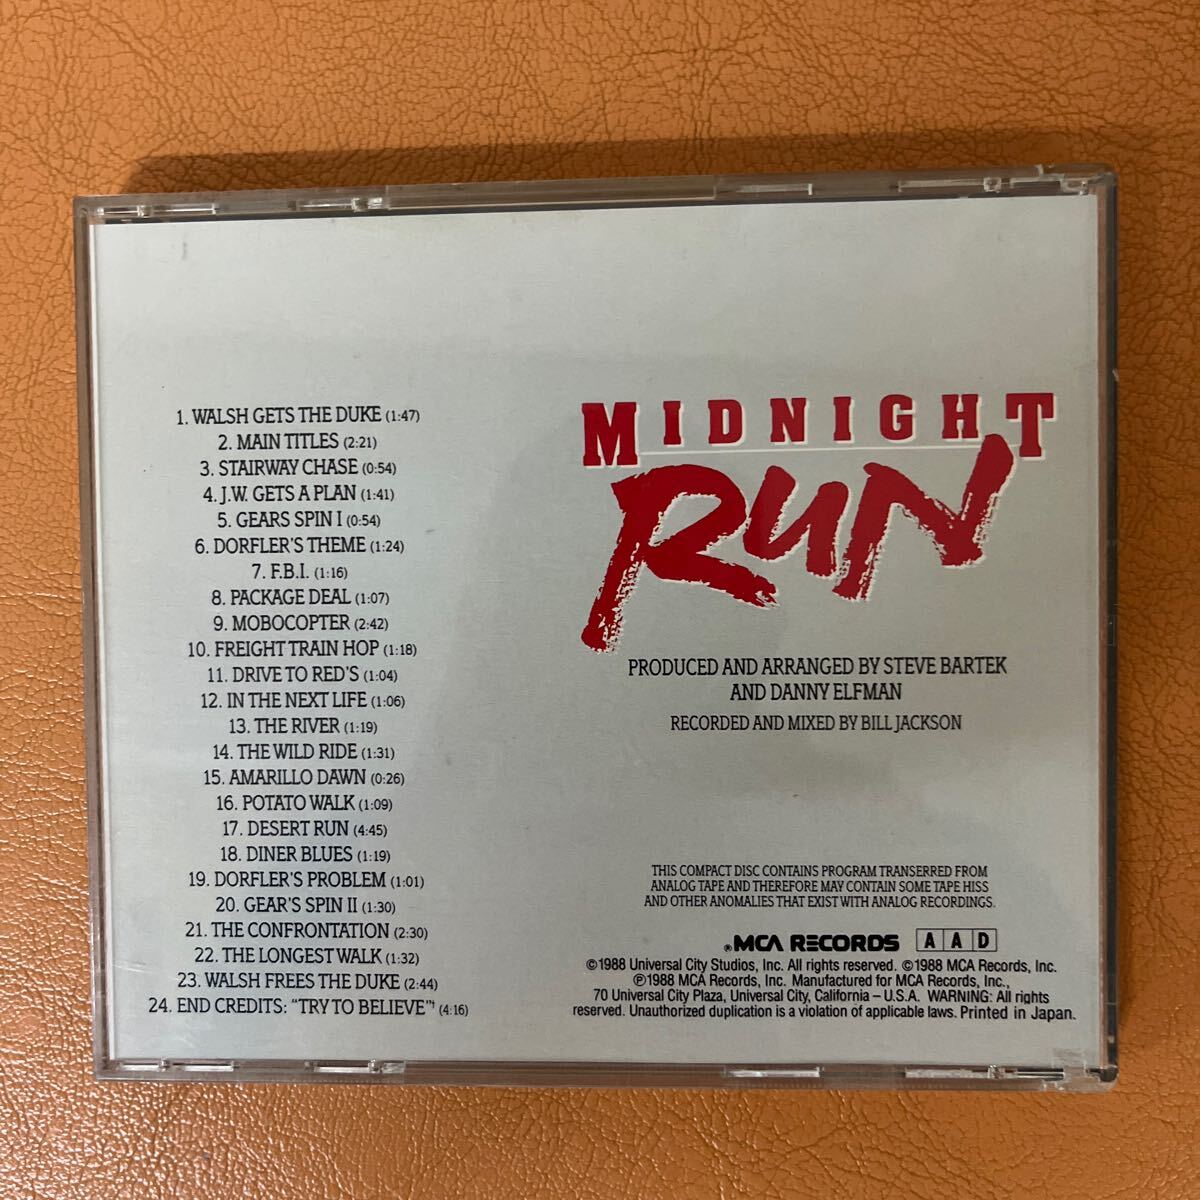 1. WALSH GETS THE DUKE (1:47)
2. MAIN TITLES (2:21)
3. STAIRWAY CHASE (0:54)
4. J.W. GETS A PLAN (1:41)
5. GEARS SPIN I (0:54)
6. DORFLER'S THEME (1:24)
7. F.B.I. (1:16)
8. PACKAGE DEAL (1:07)
9. MOBOCOPTER (2:42)
10. FREIGHT TRAIN HOP (1:18)
11. DRIVE TO RED'S (1:04)
12. IN THE NEXT LIFE (1:06)
13. THE RIVER (1:19)
14. THE WILD RIDE (1:31)
15. AMARILLO DAWN (0:26)
16. POTATO WALK (1:09)
17. DESERT RUN (4:45)
18. DINER BLUES (1:19)
19. DORFLER'S PROBLEM (1:01)
20. GEAR'S SPIN II (1:30)
21. THE CONFRONTATION (2:30)
22. THE LONGEST WALK (1:32)
23. WALSH FREES THE DUKE (2:44)
24. END CREDITS: "TRY TO BELIEVE" (4:16)
MIDNIGHT
RUN
PRODUCED AND ARRANGED BY STEVE BARTEK
AND DANNY ELFMAN
RECORDED AND MIXED BY BILL JACKSON
THIS COMPACT DISC CONTAINS PROGRAM TRANSERRED FROM
ANALOG TAPE AND THEREFORE MAY CONTAIN SOME TAPE HISS
AND OTHER ANOMALIES THAT EXIST WITH ANALOG RECORDINGS.
®MCA RECORDS AAD
©1988 Universal City Studios, Inc. All rights reserved. ©1988 MCA Records, Inc.
℗1988 MCA Records, Inc. Manufactured for MCA Records, Inc.,
70 Universal City Plaza, Universal City, California – U.S.A. WARNING: All rights
reserved. Unauthorized duplication is a violation of applicable laws. Printed in Japan.